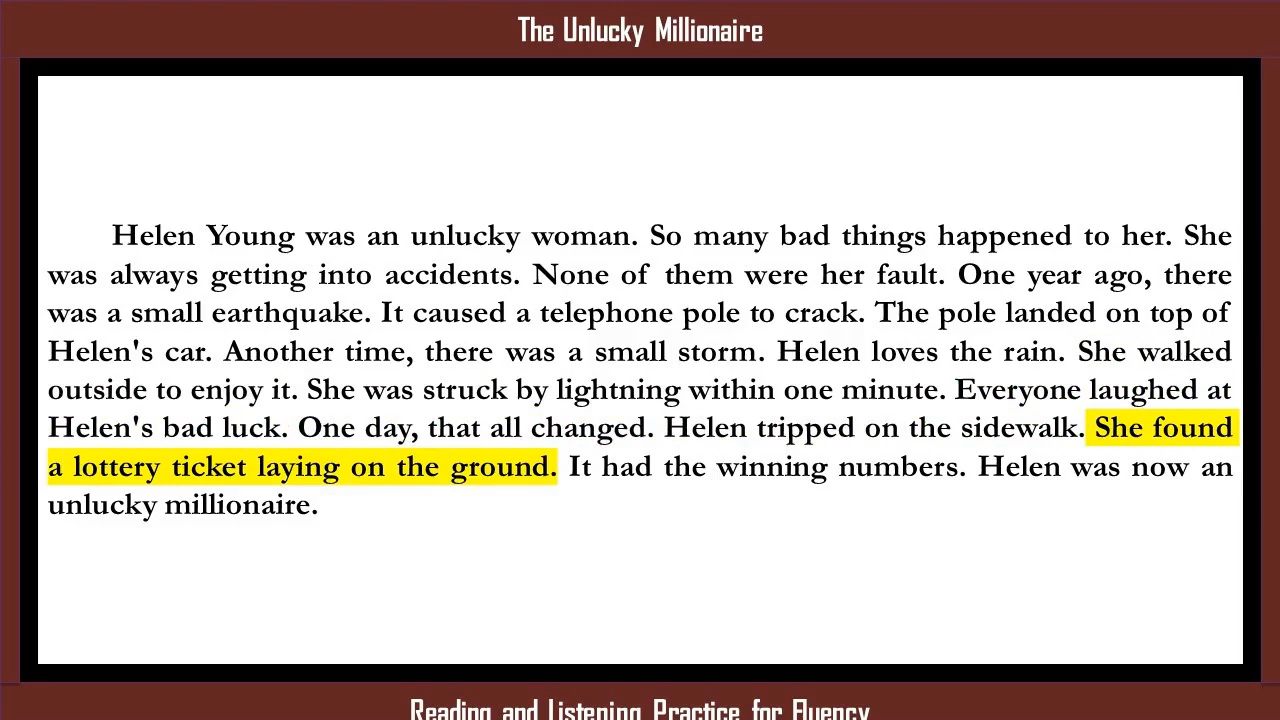 The Unlucky Millionaire
Helen Young was an unlucky woman. So many bad things happened to her. She
was always getting into accidents. None of them were her fault. One year ago, there
was a small earthquake. It caused a telephone pole to crack. The pole landed on top of
Helen's car. Another time, there was a small storm. Helen loves the rain. She walked
outside to enjoy it. She was struck by lightning within one minute. Everyone laughed at
Helen's bad luck. One day, that all changed. Helen tripped on the sidewalk. She found
a lottery ticket laying on the ground. It had the winning numbers. Helen was now an
unlucky millionaire.
Reading and Listening Practice for Fluency